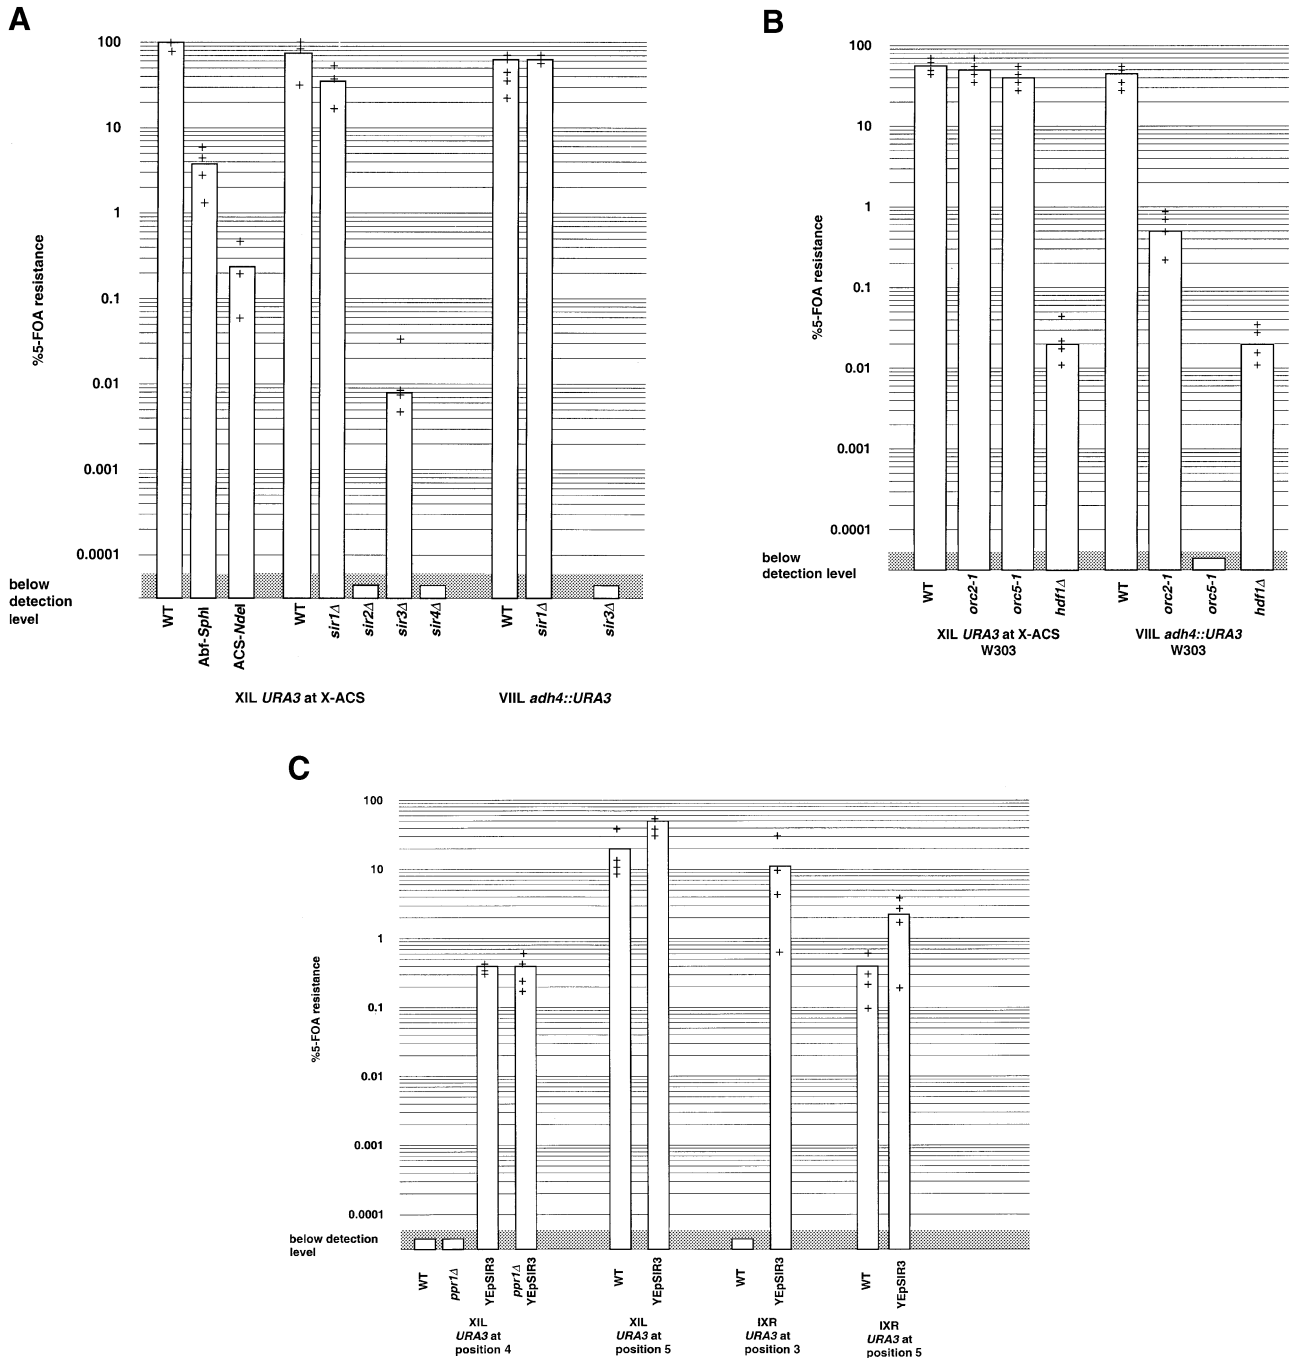 A
100
10
1
0.1
0.01
0.001
0.0001
%5-FOA resistance
below
detection
level
WT
Abf-SphI
ACS-NdeI
WT
sir1Δ
sir2Δ
sir3Δ
sir4Δ
WT
sir1Δ
sir3Δ
XIL URA3 at X-ACS
VIIL adh4::URA3
B
100
10
1
0.1
0.01
0.001
0.0001
%5-FOA resistance
below
detection level
WT
orc2-1
orc5-1
hdf1Δ
WT
orc2-1
orc5-1
hdf1Δ
XIL URA3 at X-ACS
W303
VIIL adh4::URA3
W303
C
100
10
1
0.1
0.01
0.001
0.0001
%5-FOA resistance
below detection
level
WT
ppr1Δ
YEpSIR3
ppr1Δ
YEpSIR3
WT
YEpSIR3
WT
YEpSIR3
WT
YEpSIR3
XIL
URA3 at
position 4
XIL
URA3 at
position 5
IXR
URA3 at
position 3
IXR
URA3 at
position 5